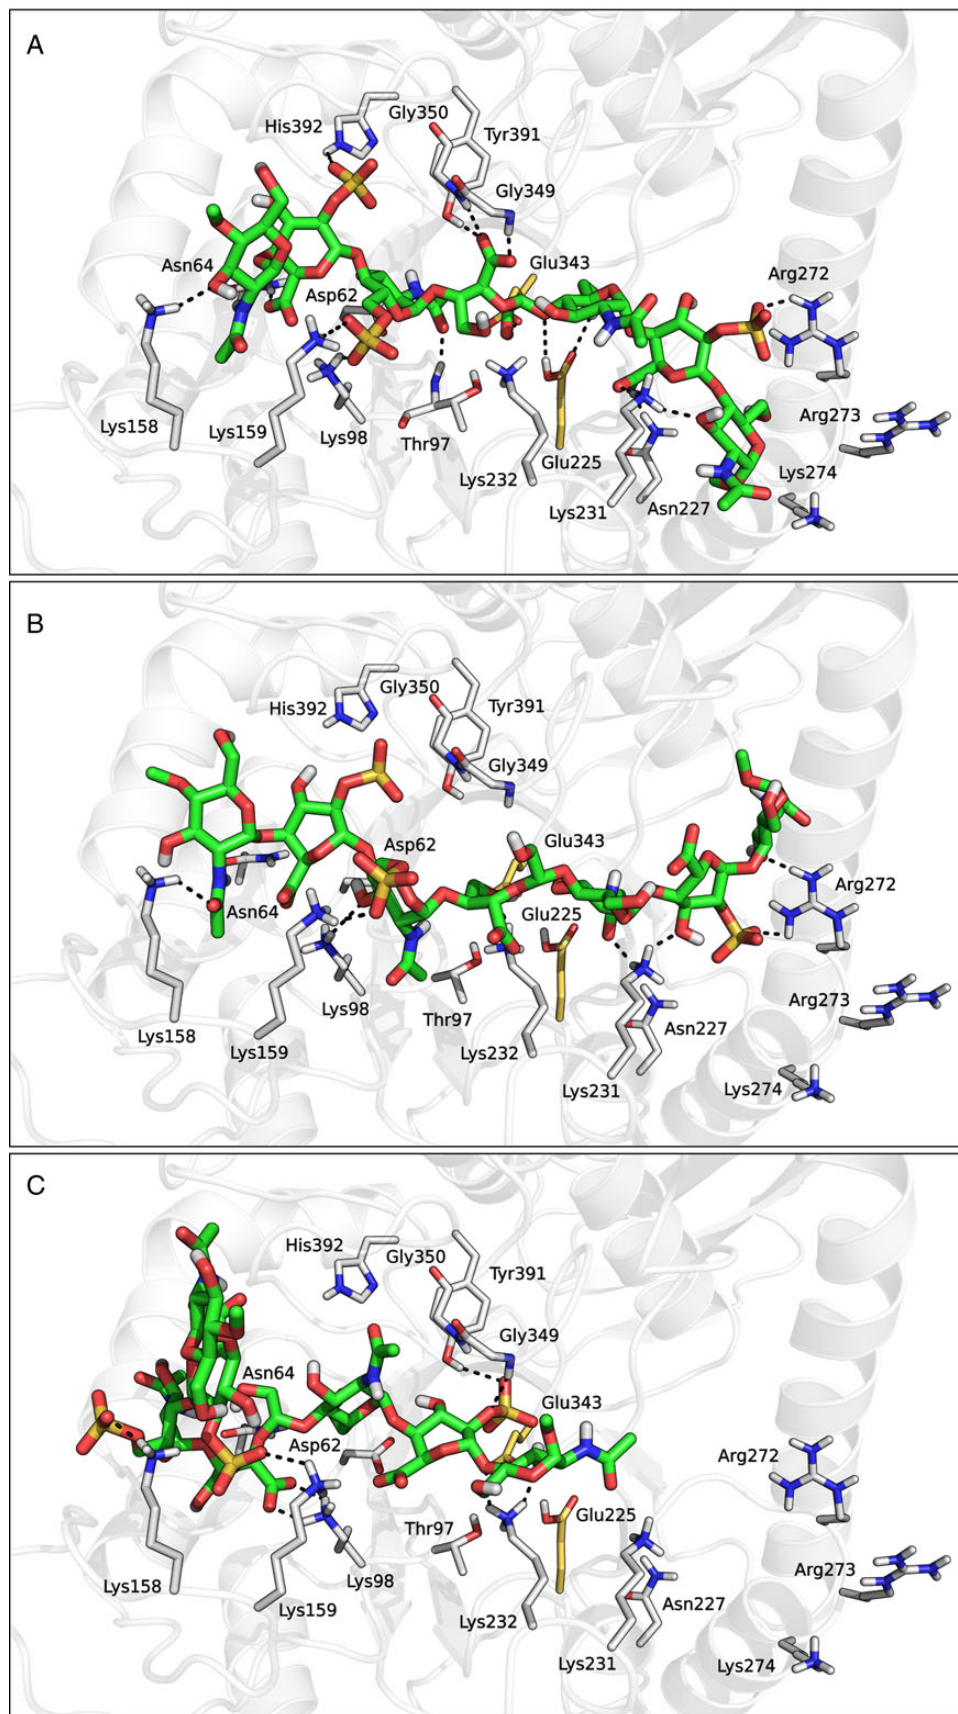 A
His392
Gly350
Tyr391
Gly349
Asn64
Glu343
Arg272
Asp62
Lys158
Lys159
Lys98
Thr97
Lys232
Glu225
Lys231
Asn227
Arg273
Lys274
B
His392
Gly350
Tyr391
Gly349
Asp62
Glu343
Arg272
Asn64
Glu225
Lys158
Lys159
Lys98
Thr97
Lys232
Asn227
Lys231
Arg273
Lys274
C
His392
Gly350
Tyr391
Gly349
Asn64
Glu343
Asp62
Arg272
Glu225
Thr97
Lys158
Lys159
Lys98
Lys232
Asn227
Lys231
Arg273
Lys274